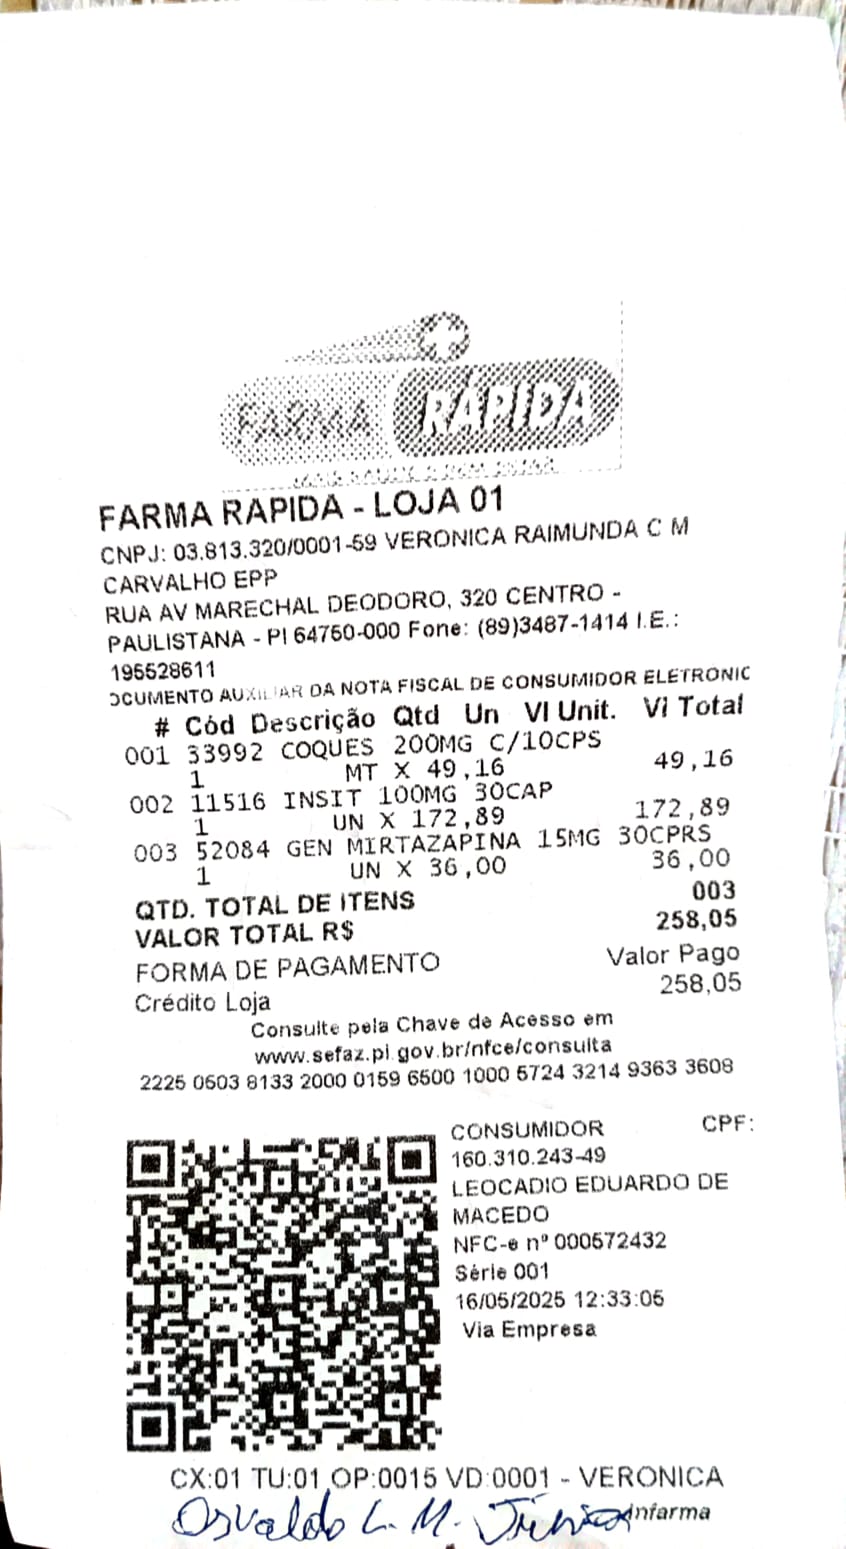 FARMA RÁPIDA
FARMA RAPIDA - LOJA 01
CNPJ: 03.813.320/0001-59 VERONICA RAIMUNDA C M
CARVALHO EPP
RUA AV MARECHAL DEODORO, 320 CENTRO -
PAULISTANA - PI 64750-000 Fone: (89)3487-1414 I.E.:
195528611
OCUMENTO AUXILIAR DA NOTA FISCAL DE CONSUMIDOR ELETRONIC
# Cód Descrição Qtd Un Vl Unit. Vl Total
001 33992 COQUES 200MG C/10CPS
1 MT X 49,16 49,16
002 11516 INSIT 100MG 30CAP
1 UN X 172,89 172,89
003 52084 GEN MIRTAZAPINA 15MG 30CPRS
1 UN X 36,00 36,00
QTD. TOTAL DE ITENS 003
VALOR TOTAL R$ 258,05
FORMA DE PAGAMENTO Valor Pago
Crédito Loja 258,05
Consulte pela Chave de Acesso em
www.sefaz.pi.gov.br/nfce/consulta
2225 0503 8133 2000 0159 6500 1000 5724 3214 9363 3608
CONSUMIDOR CPF:
160.310.243-49
LEOCADIO EDUARDO DE
MACEDO
NFC-e nº 000572432
Série 001
16/05/2025 12:33:05
Via Empresa
CX:01 TU:01 OP:0015 VD:0001 - VERONICA
Osvaldo L. M. Júnior
Infarma